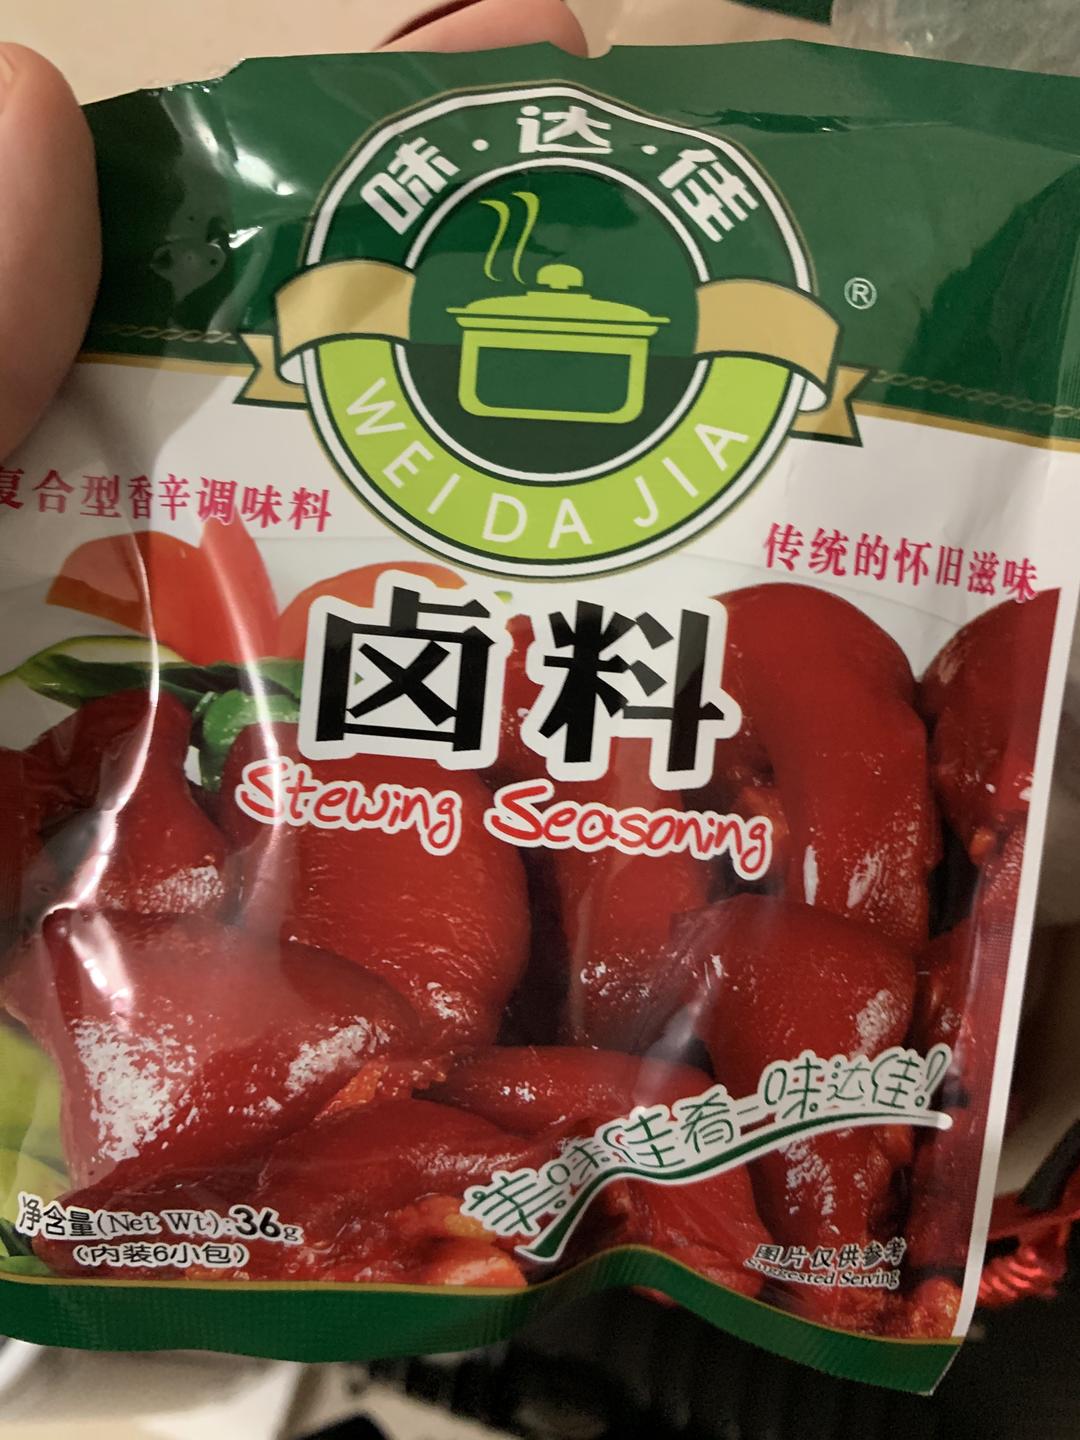 味·达·佳
®
WEI DA JIA
复合型香辛调味料
传统的怀旧滋味
卤料
Stewing Seasoning
美味佳肴—味达佳!
净含量(Net Wt):36g
(内装6小包)
图片仅供参考
Suggested Serving